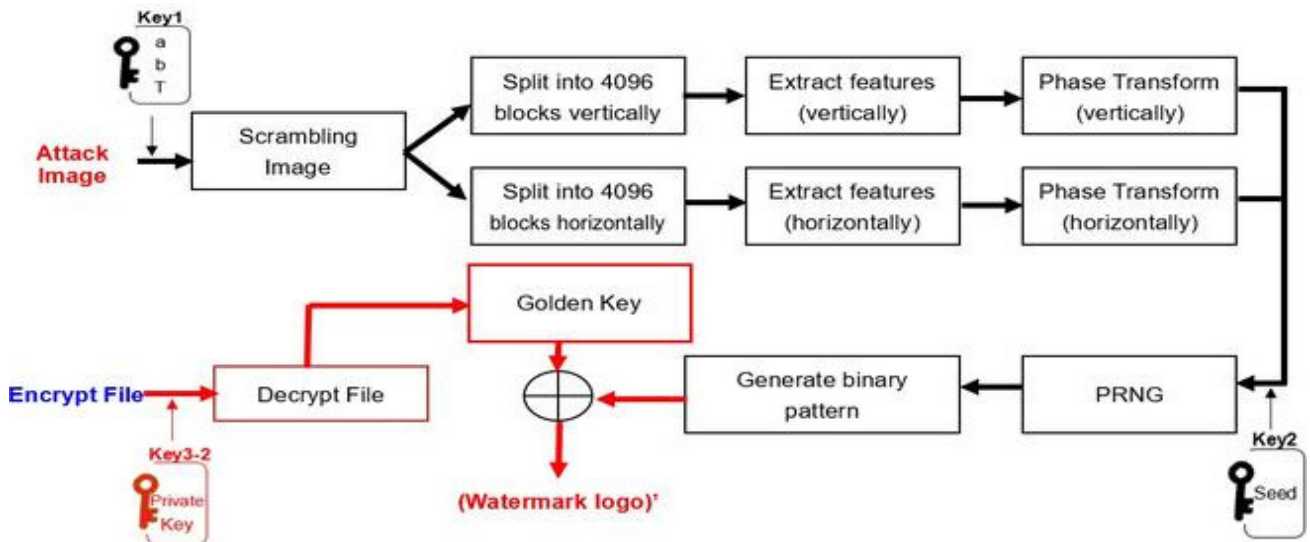 Key1
a
b
T
Attack
Image
Scrambling
Image
Split into 4096
blocks vertically
Extract features
(vertically)
Phase Transform
(vertically)
Split into 4096
blocks horizontally
Extract features
(horizontally)
Phase Transform
(horizontally)
Golden Key
Encrypt File
Decrypt File
Generate binary
pattern
PRNG
Key3-2
Private
Key
(Watermark logo)'
Key2
Seed